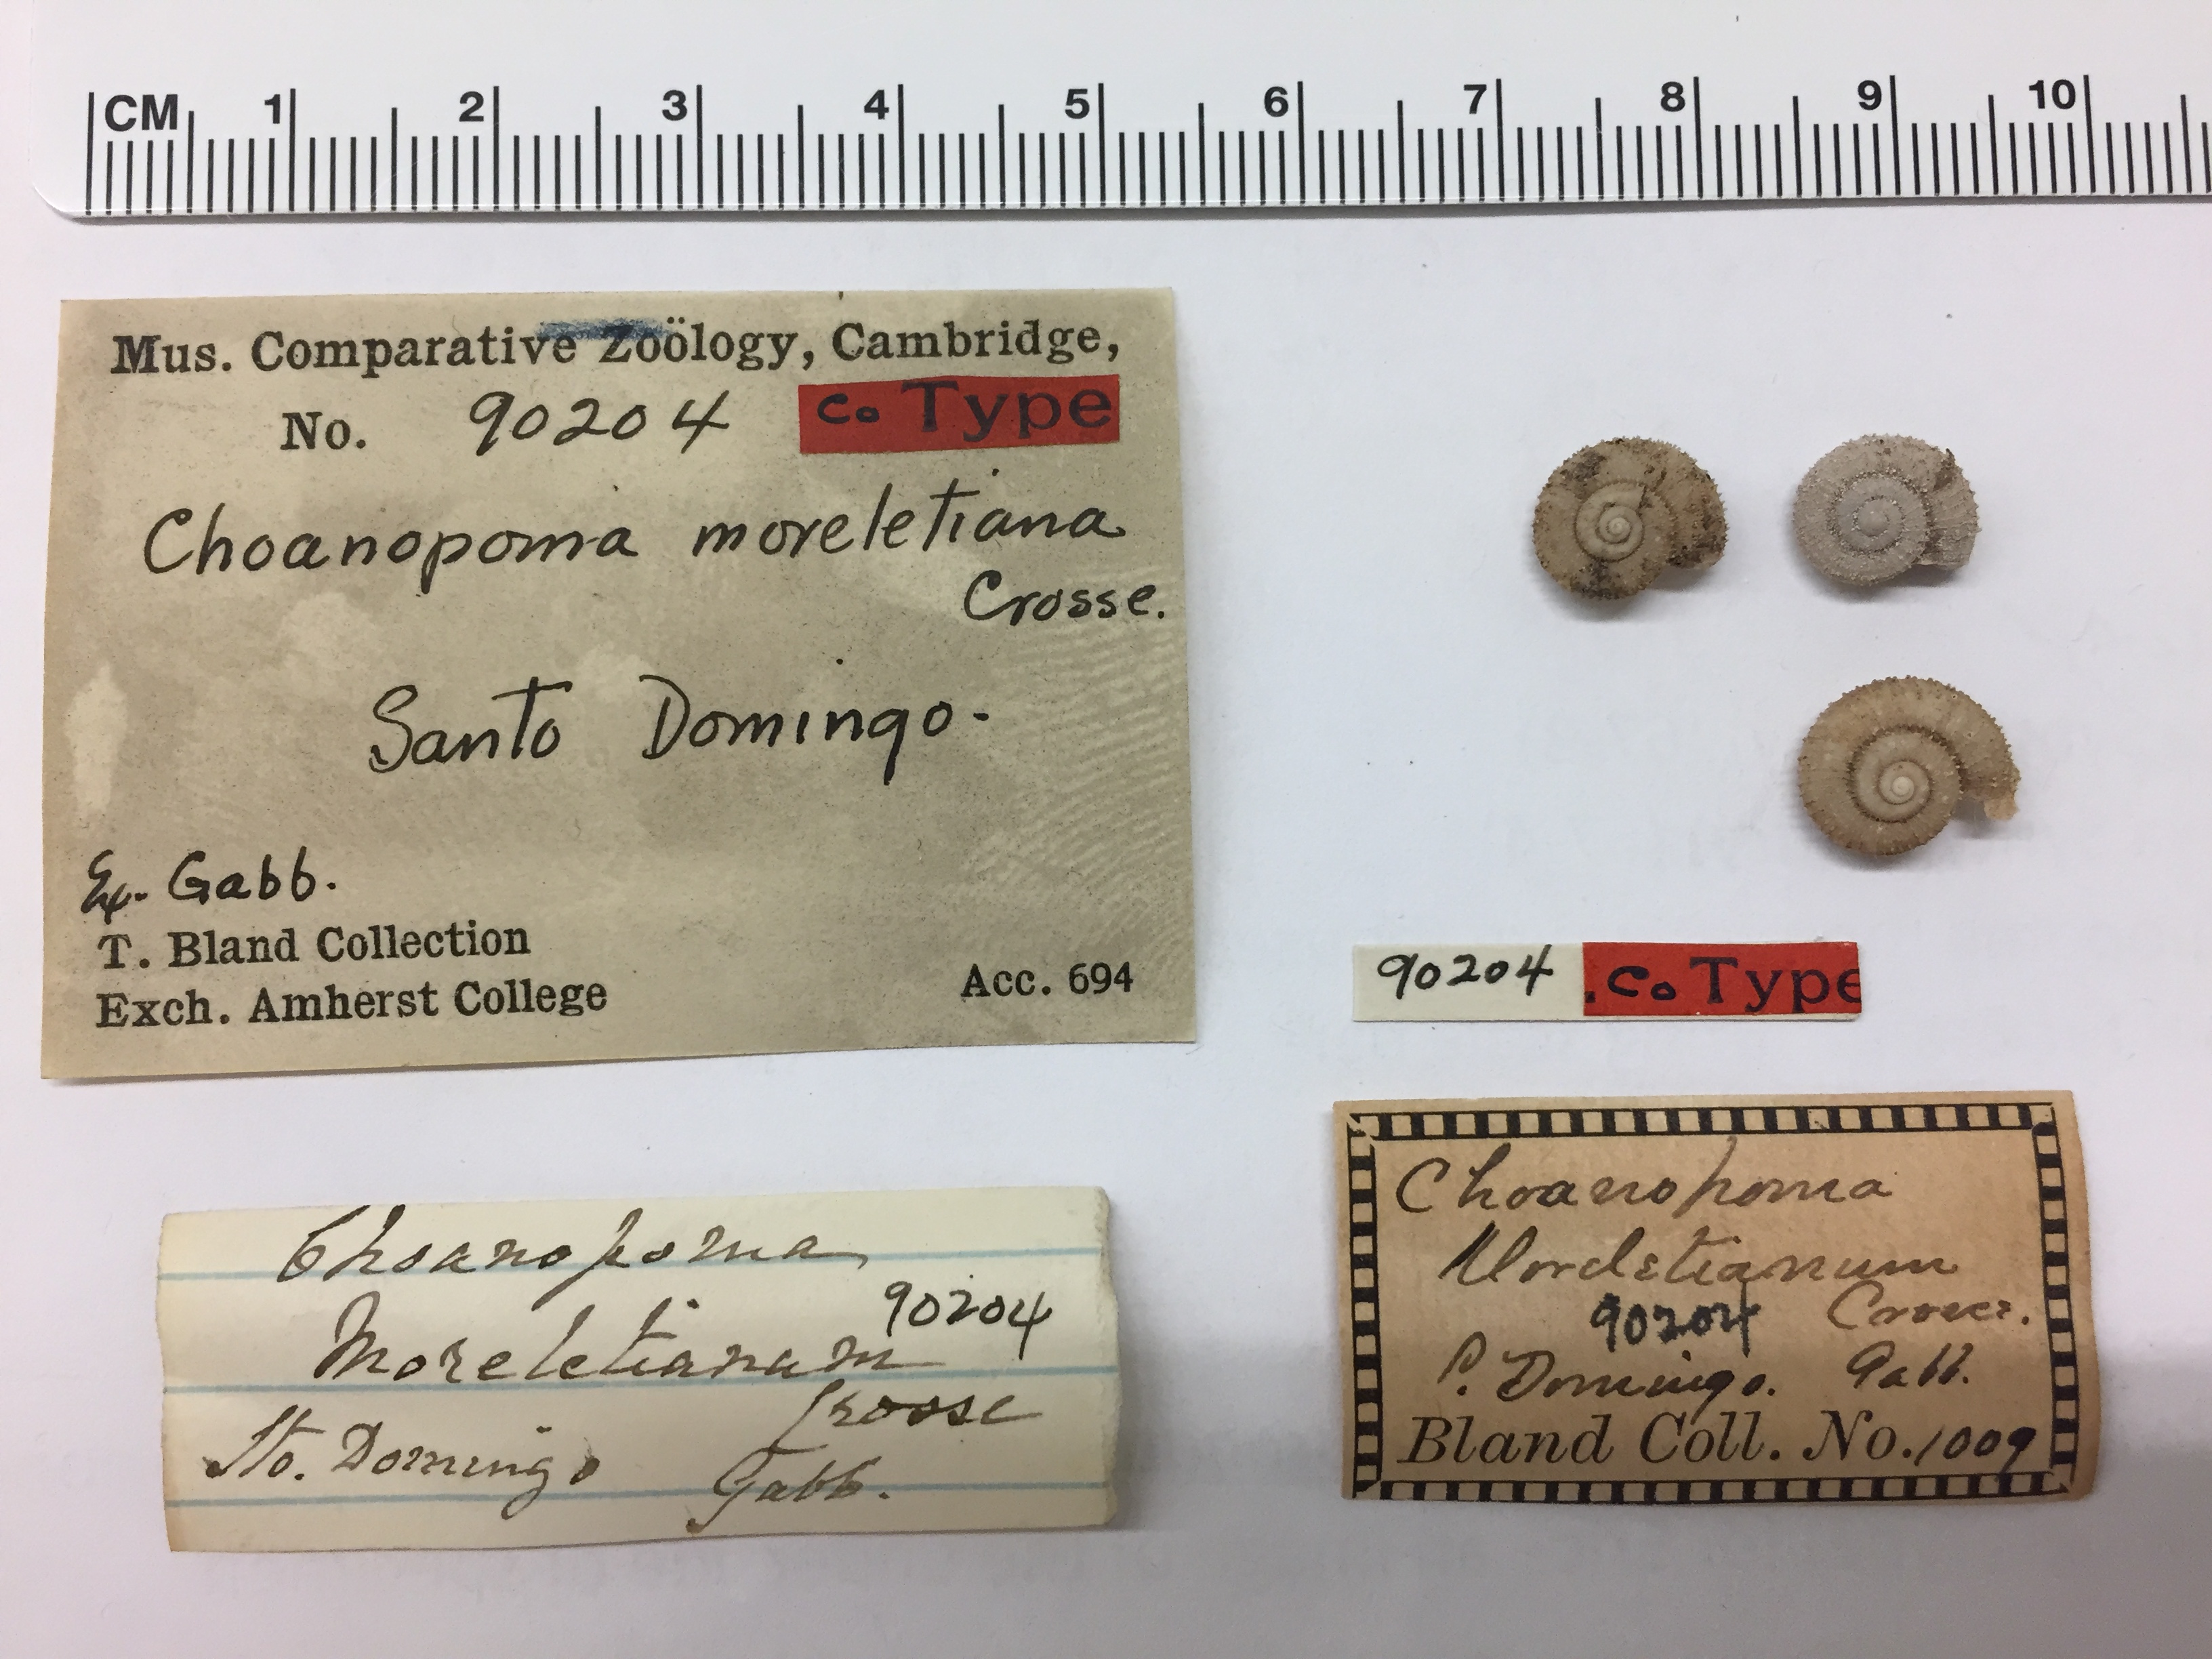 CM 1 2 3 4 5 6 7 8 9 10
Mus. Comparative Zoölogy, Cambridge,
No. 90204 Co Type
Choanopoma moreletiana
Crosse.
Santo Domingo.
Ex. Gabb.
T. Bland Collection
Exch. Amherst College
Acc. 694
90204 .Co Type
Choanopoma
90204
Moreletianum
Crosse
Sto. Domingo
Gabb.
Choanopoma
Moreletianum
90204 Crosse.
S. Domingo. Gabb.
Bland Coll. No. 1009